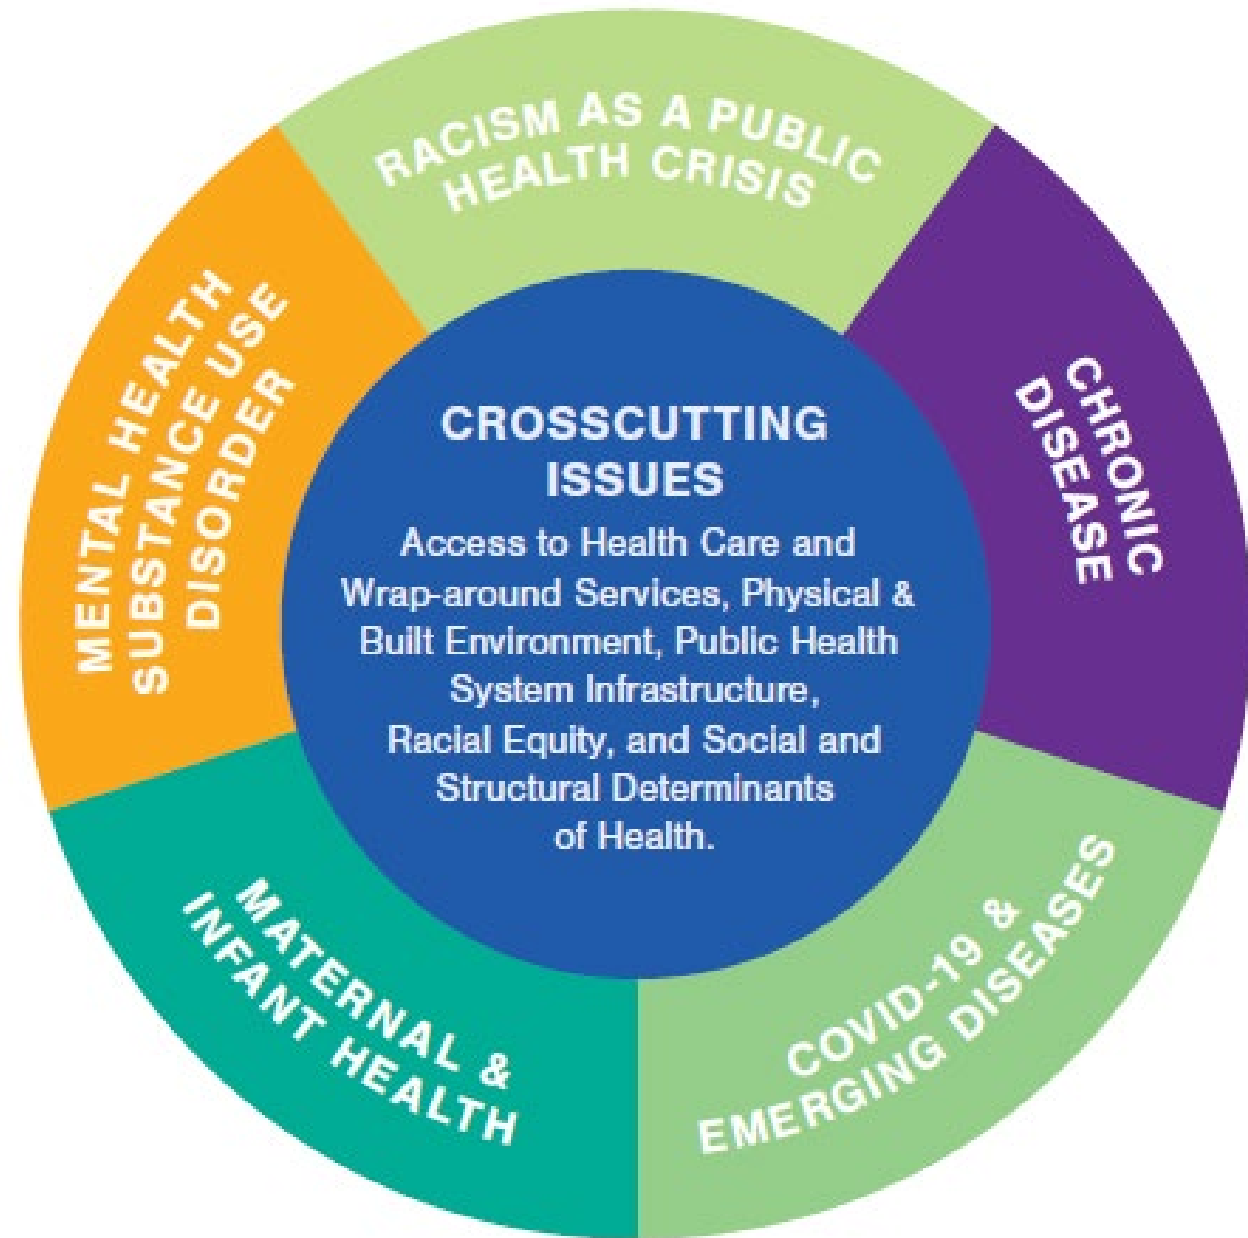 RACISM AS A PUBLIC
HEALTH CRISIS
CHRONIC
DISEASE
COVID-19 &
EMERGING DISEASES
MATERNAL &
INFANT HEALTH
MENTAL HEALTH
SUBSTANCE USE
DISORDER
CROSSCUTTING
ISSUES
Access to Health Care and
Wrap-around Services, Physical &
Built Environment, Public Health
System Infrastructure,
Racial Equity, and Social and
Structural Determinants
of Health.